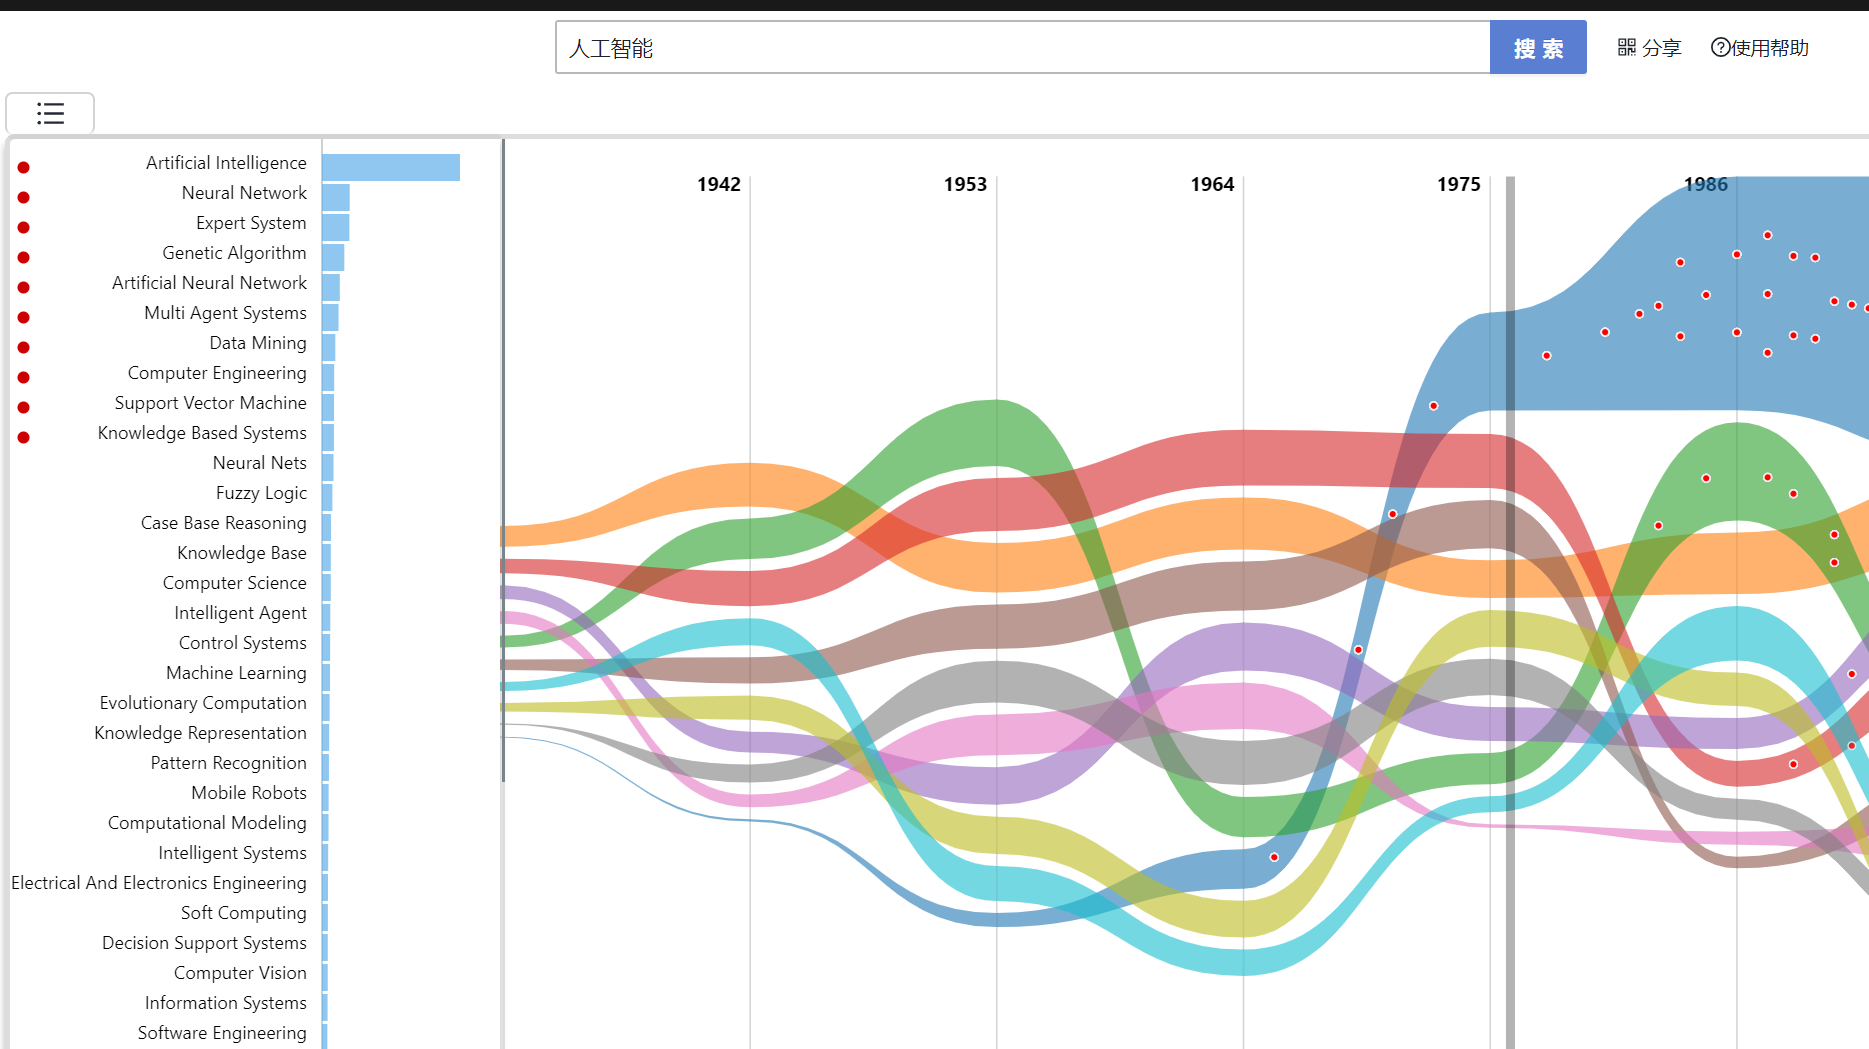 人工智能
搜 索
分享
使用帮助
Artificial Intelligence
Neural Network
Expert System
Genetic Algorithm
Artificial Neural Network
Multi Agent Systems
Data Mining
Computer Engineering
Support Vector Machine
Knowledge Based Systems
Neural Nets
Fuzzy Logic
Case Base Reasoning
Knowledge Base
Computer Science
Intelligent Agent
Control Systems
Machine Learning
Evolutionary Computation
Knowledge Representation
Pattern Recognition
Mobile Robots
Computational Modeling
Intelligent Systems
Electrical And Electronics Engineering
Soft Computing
Decision Support Systems
Computer Vision
Information Systems
Software Engineering
1942
1953
1964
1975
1986